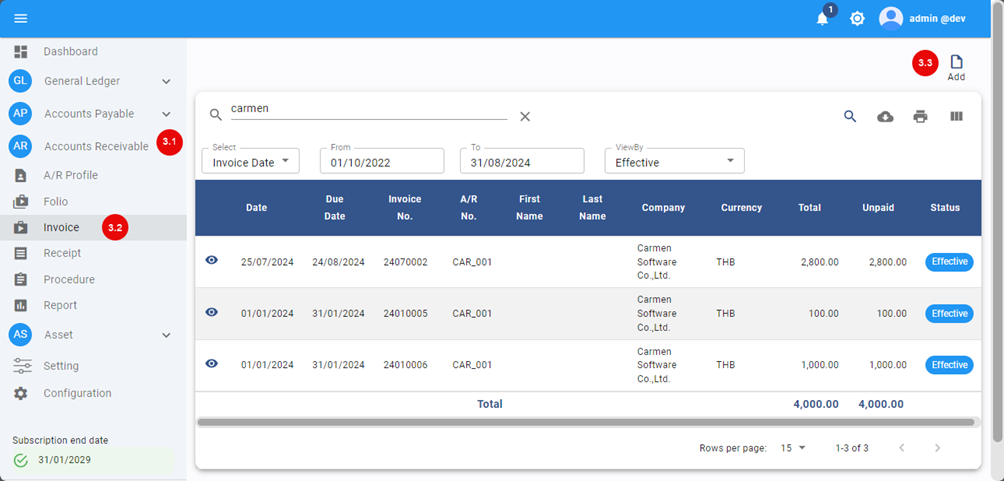 1
admin @dev
Dashboard
GL General Ledger
AP Accounts Payable
AR Accounts Receivable 3.1
A/R Profile
Folio
Invoice 3.2
Receipt
Procedure
Report
AS Asset
Setting
Configuration
Subscription end date
31/01/2029
3.3
Add
carmen
Select
Invoice Date
From
01/10/2022
To
31/08/2024
ViewBy
Effective
Date
Due
Date
Invoice
No.
A/R
No.
First
Name
Last
Name
Company
Currency
Total
Unpaid
Status
25/07/2024
24/08/2024
24070002
CAR_001
Carmen
Software
Co.,Ltd.
THB
2,800.00
2,800.00
Effective
01/01/2024
31/01/2024
24010005
CAR_001
Carmen
Software
Co.,Ltd.
THB
100.00
100.00
Effective
01/01/2024
31/01/2024
24010006
CAR_001
Carmen
Software
Co.,Ltd.
THB
1,000.00
1,000.00
Effective
Total
4,000.00
4,000.00
Rows per page: 15
1-3 of 3